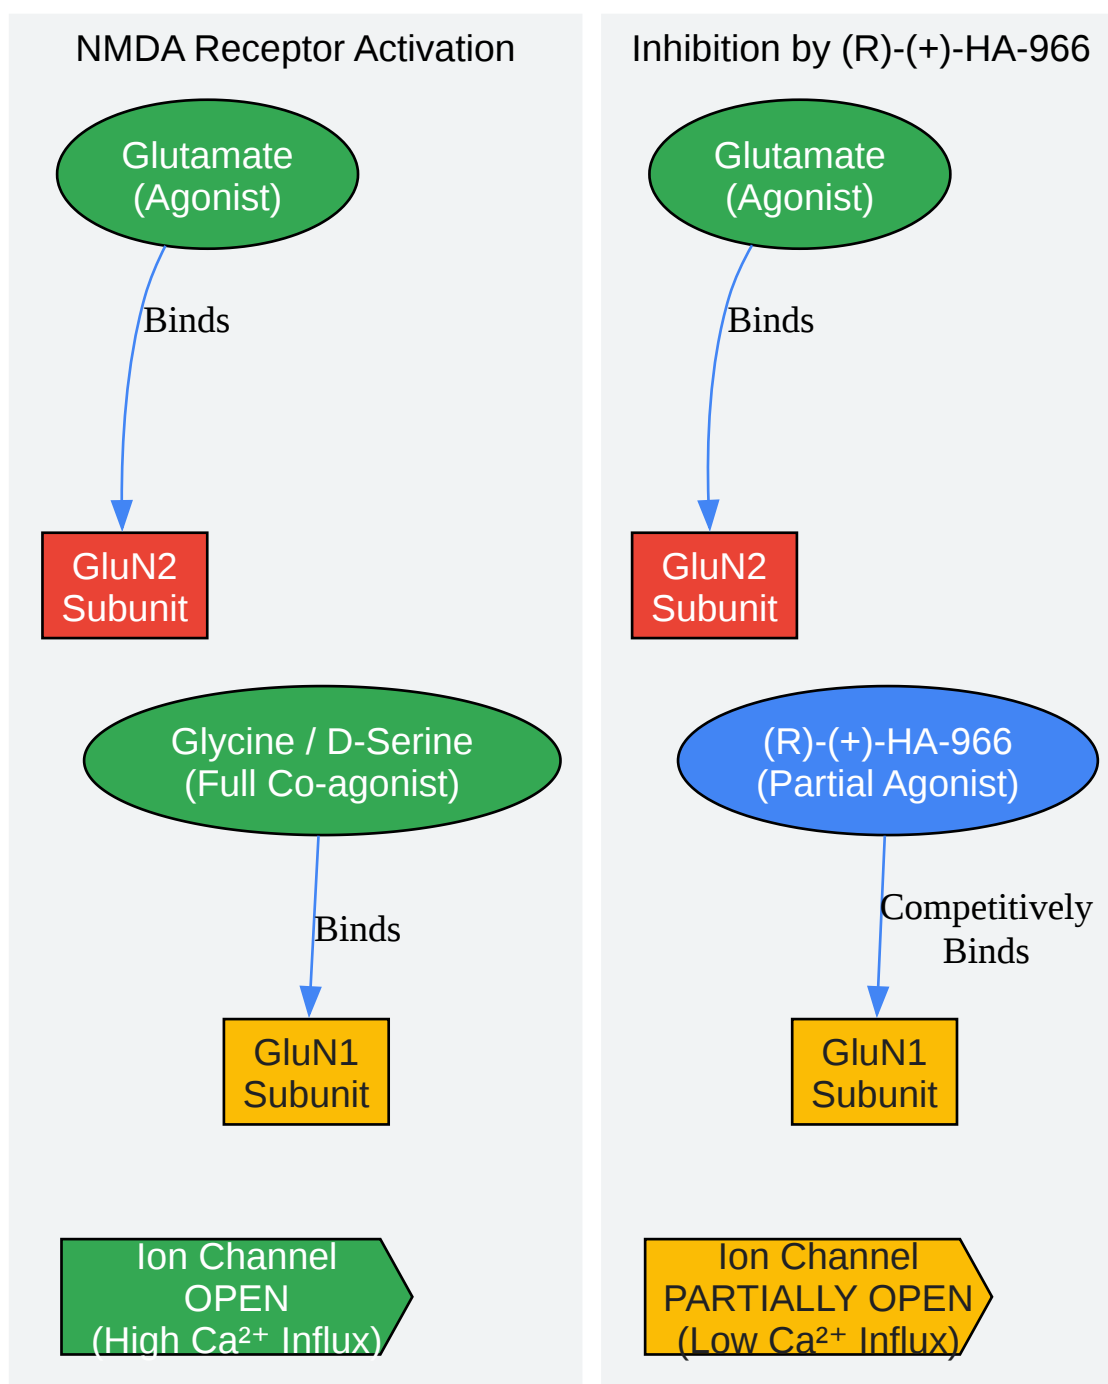 NMDA Receptor Activation
Glutamate
(Agonist)
Binds
GluN2
Subunit
Glycine / D-Serine
(Full Co-agonist)
Binds
GluN1
Subunit
Ion Channel
OPEN
(High Ca²⁺ Influx)
Inhibition by (R)-(+)-HA-966
Glutamate
(Agonist)
Binds
GluN2
Subunit
(R)-(+)-HA-966
(Partial Agonist)
Competitively
Binds
GluN1
Subunit
Ion Channel
PARTIALLY OPEN
(Low Ca²⁺ Influx)